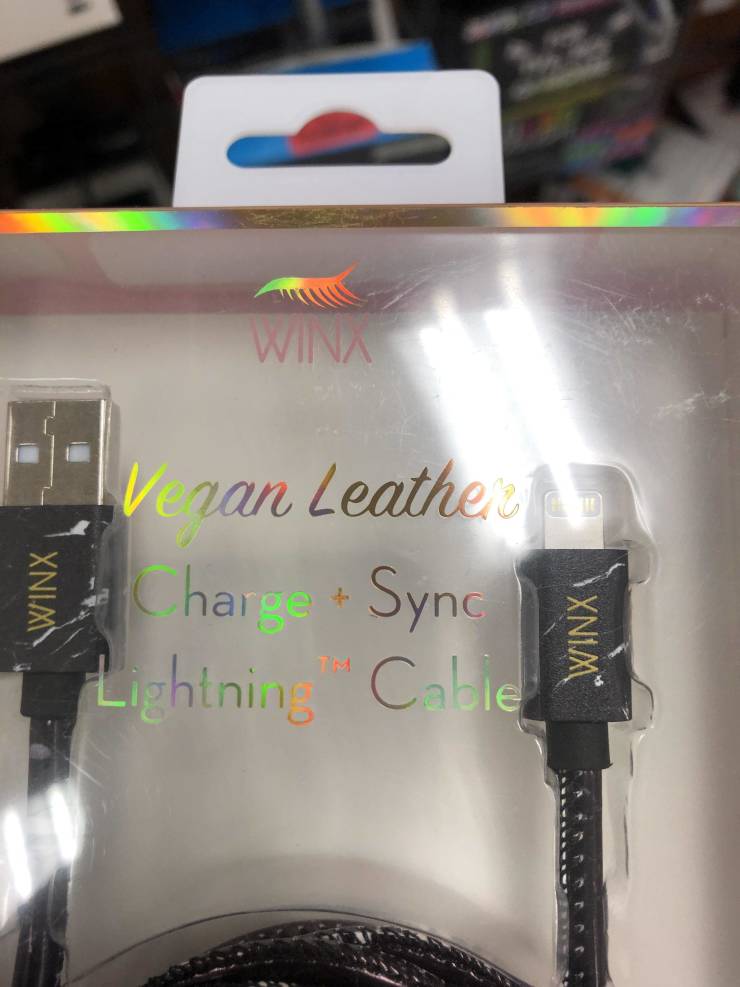 WINX
Vegan Leather
Charge + Sync
Lightning™ Cable
WINX
WINX